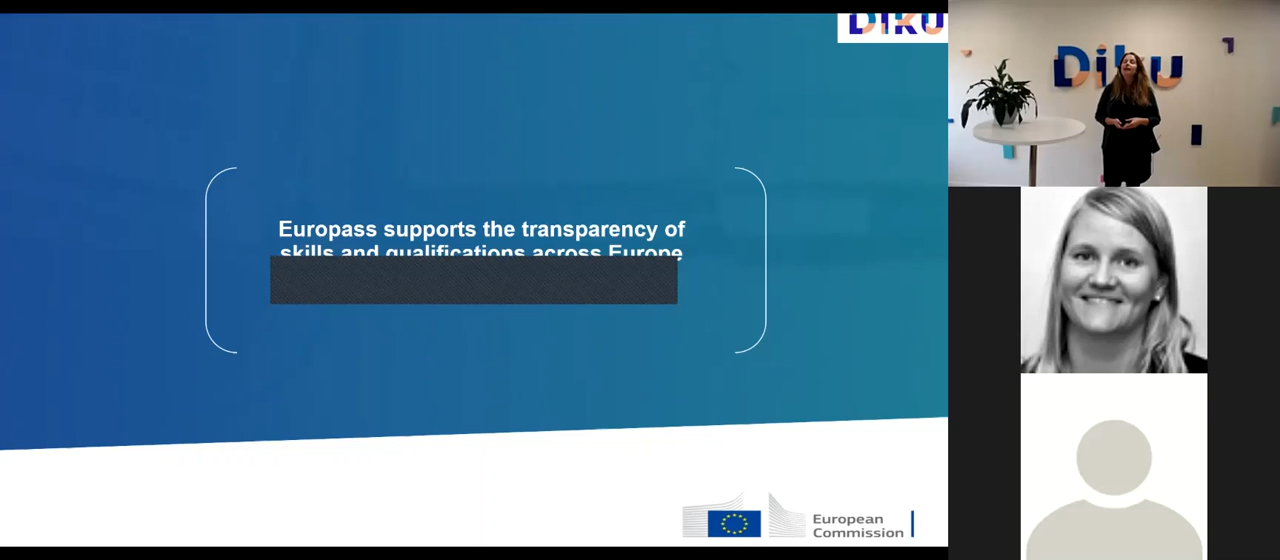 Diku
Europass supports the transparency of
skills and qualifications across Europe
European
Commission
Diku